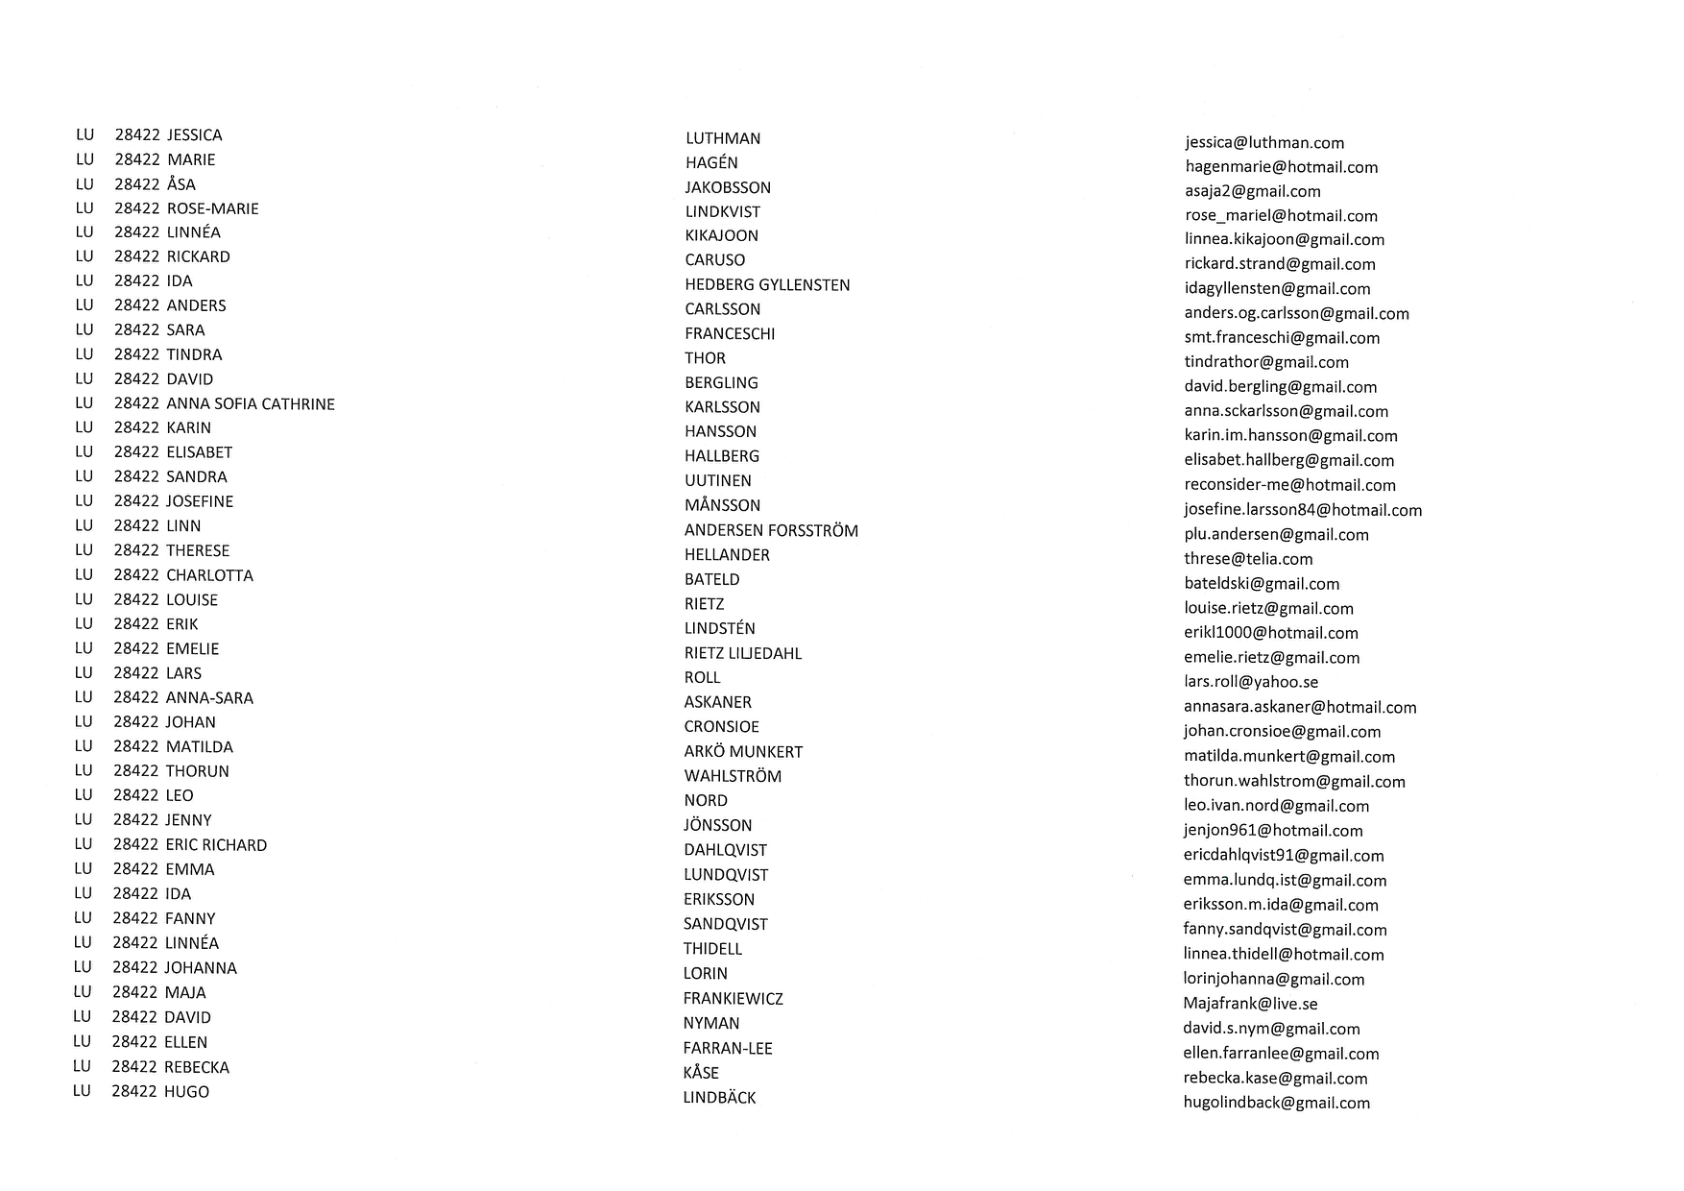 LU 28422 JESSICA LUTHMAN jessica@luthman.com
LU 28422 MARIE HAGÉN hagenmarie@hotmail.com
LU 28422 ÅSA JAKOBSSON asaja2@gmail.com
LU 28422 ROSE-MARIE LINDKVIST rose_mariel@hotmail.com
LU 28422 LINNÉA KIKAJOON linnea.kikajoon@gmail.com
LU 28422 RICKARD CARUSO rickard.strand@gmail.com
LU 28422 IDA HEDBERG GYLLENSTEN idagyllensten@gmail.com
LU 28422 ANDERS CARLSSON anders.og.carlsson@gmail.com
LU 28422 SARA FRANCESCHI smt.franceschi@gmail.com
LU 28422 TINDRA THOR tindrathor@gmail.com
LU 28422 DAVID BERGLING david.bergling@gmail.com
LU 28422 ANNA SOFIA CATHRINE KARLSSON anna.sckarlsson@gmail.com
LU 28422 KARIN HANSSON karin.im.hansson@gmail.com
LU 28422 ELISABET HALLBERG elisabet.hallberg@gmail.com
LU 28422 SANDRA UUTINEN reconsider-me@hotmail.com
LU 28422 JOSEFINE MÅNSSON josefine.larsson84@hotmail.com
LU 28422 LINN ANDERSEN FORSSTRÖM plu.andersen@gmail.com
LU 28422 THERESE HELLANDER threse@telia.com
LU 28422 CHARLOTTA BATELD bateldski@gmail.com
LU 28422 LOUISE RIETZ louise.rietz@gmail.com
LU 28422 ERIK LINDSTÉN erikl1000@hotmail.com
LU 28422 EMELIE RIETZ LILJEDAHL emelie.rietz@gmail.com
LU 28422 LARS ROLL lars.roll@yahoo.se
LU 28422 ANNA-SARA ASKANER annasara.askaner@hotmail.com
LU 28422 JOHAN CRONSIOE johan.cronsioe@gmail.com
LU 28422 MATILDA ARKÖ MUNKERT matilda.munkert@gmail.com
LU 28422 THORUN WAHLSTRÖM thorun.wahlstrom@gmail.com
LU 28422 LEO NORD leo.ivan.nord@gmail.com
LU 28422 JENNY JÖNSSON jenjon961@hotmail.com
LU 28422 ERIC RICHARD DAHLQVIST ericdahlqvist91@gmail.com
LU 28422 EMMA LUNDQVIST emma.lundq.ist@gmail.com
LU 28422 IDA ERIKSSON eriksson.m.ida@gmail.com
LU 28422 FANNY SANDQVIST fanny.sandqvist@gmail.com
LU 28422 LINNÉA THIDELL linnea.thidell@hotmail.com
LU 28422 JOHANNA LORIN lorinjohanna@gmail.com
LU 28422 MAJA FRANKIEWICZ Majafrank@live.se
LU 28422 DAVID NYMAN david.s.nym@gmail.com
LU 28422 ELLEN FARRAN-LEE ellen.farranlee@gmail.com
LU 28422 REBECKA KÅSE rebecka.kase@gmail.com
LU 28422 HUGO LINDBÄCK hugolindback@gmail.com